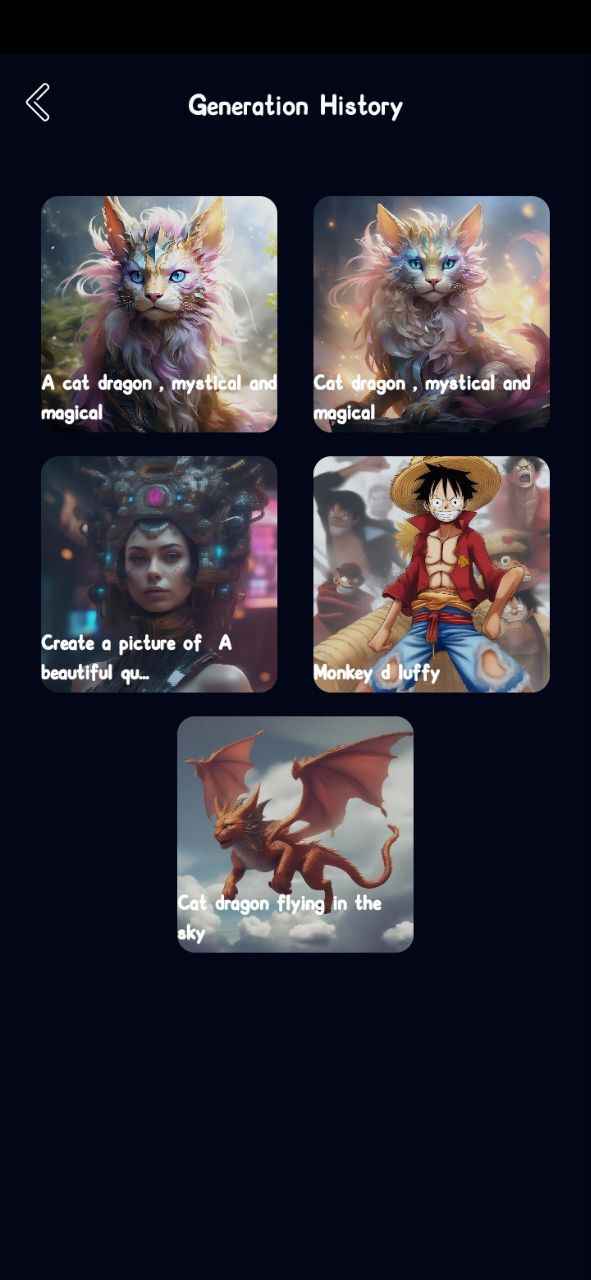 Generation History
A cat dragon , mystical and
magical
Cat dragon , mystical and
magical
Create a picture of  A
beautiful qu...
Monkey d luffy
Cat dragon flying in the
sky